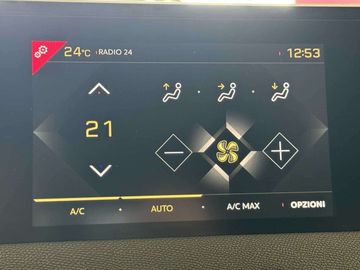 24°C RADIO 24 12:53
21
A/C AUTO A/C MAX OPZIONI